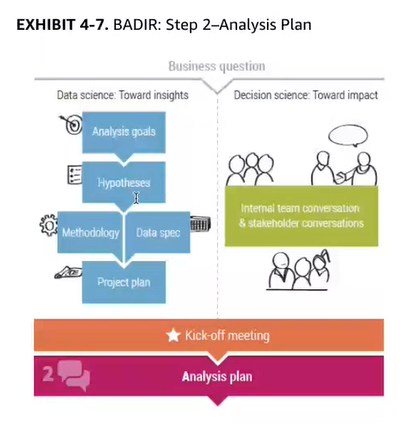 EXHIBIT 4-7. BADIR: Step 2–Analysis Plan
Business question
Data science: Toward insights
Decision science: Toward impact
Analysis goals
Hypotheses
Methodology
Data spec
Project plan
Internal team conversation
& stakeholder conversations
Kick-off meeting
2
Analysis plan